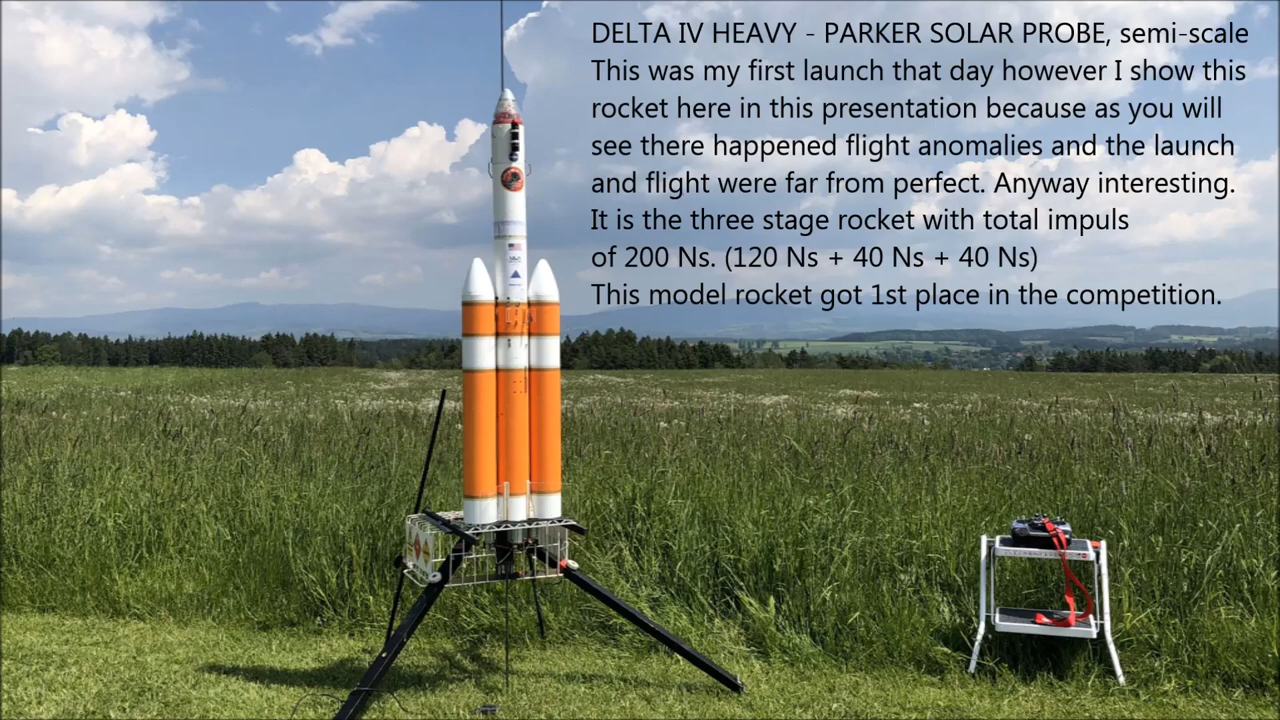 DELTA IV HEAVY - PARKER SOLAR PROBE, semi-scale
This was my first launch that day however I show this
rocket here in this presentation because as you will
see there happened flight anomalies and the launch
and flight were far from perfect. Anyway interesting.
It is the three stage rocket with total impuls
of 200 Ns. (120 Ns + 40 Ns + 40 Ns)
This model rocket got 1st place in the competition.